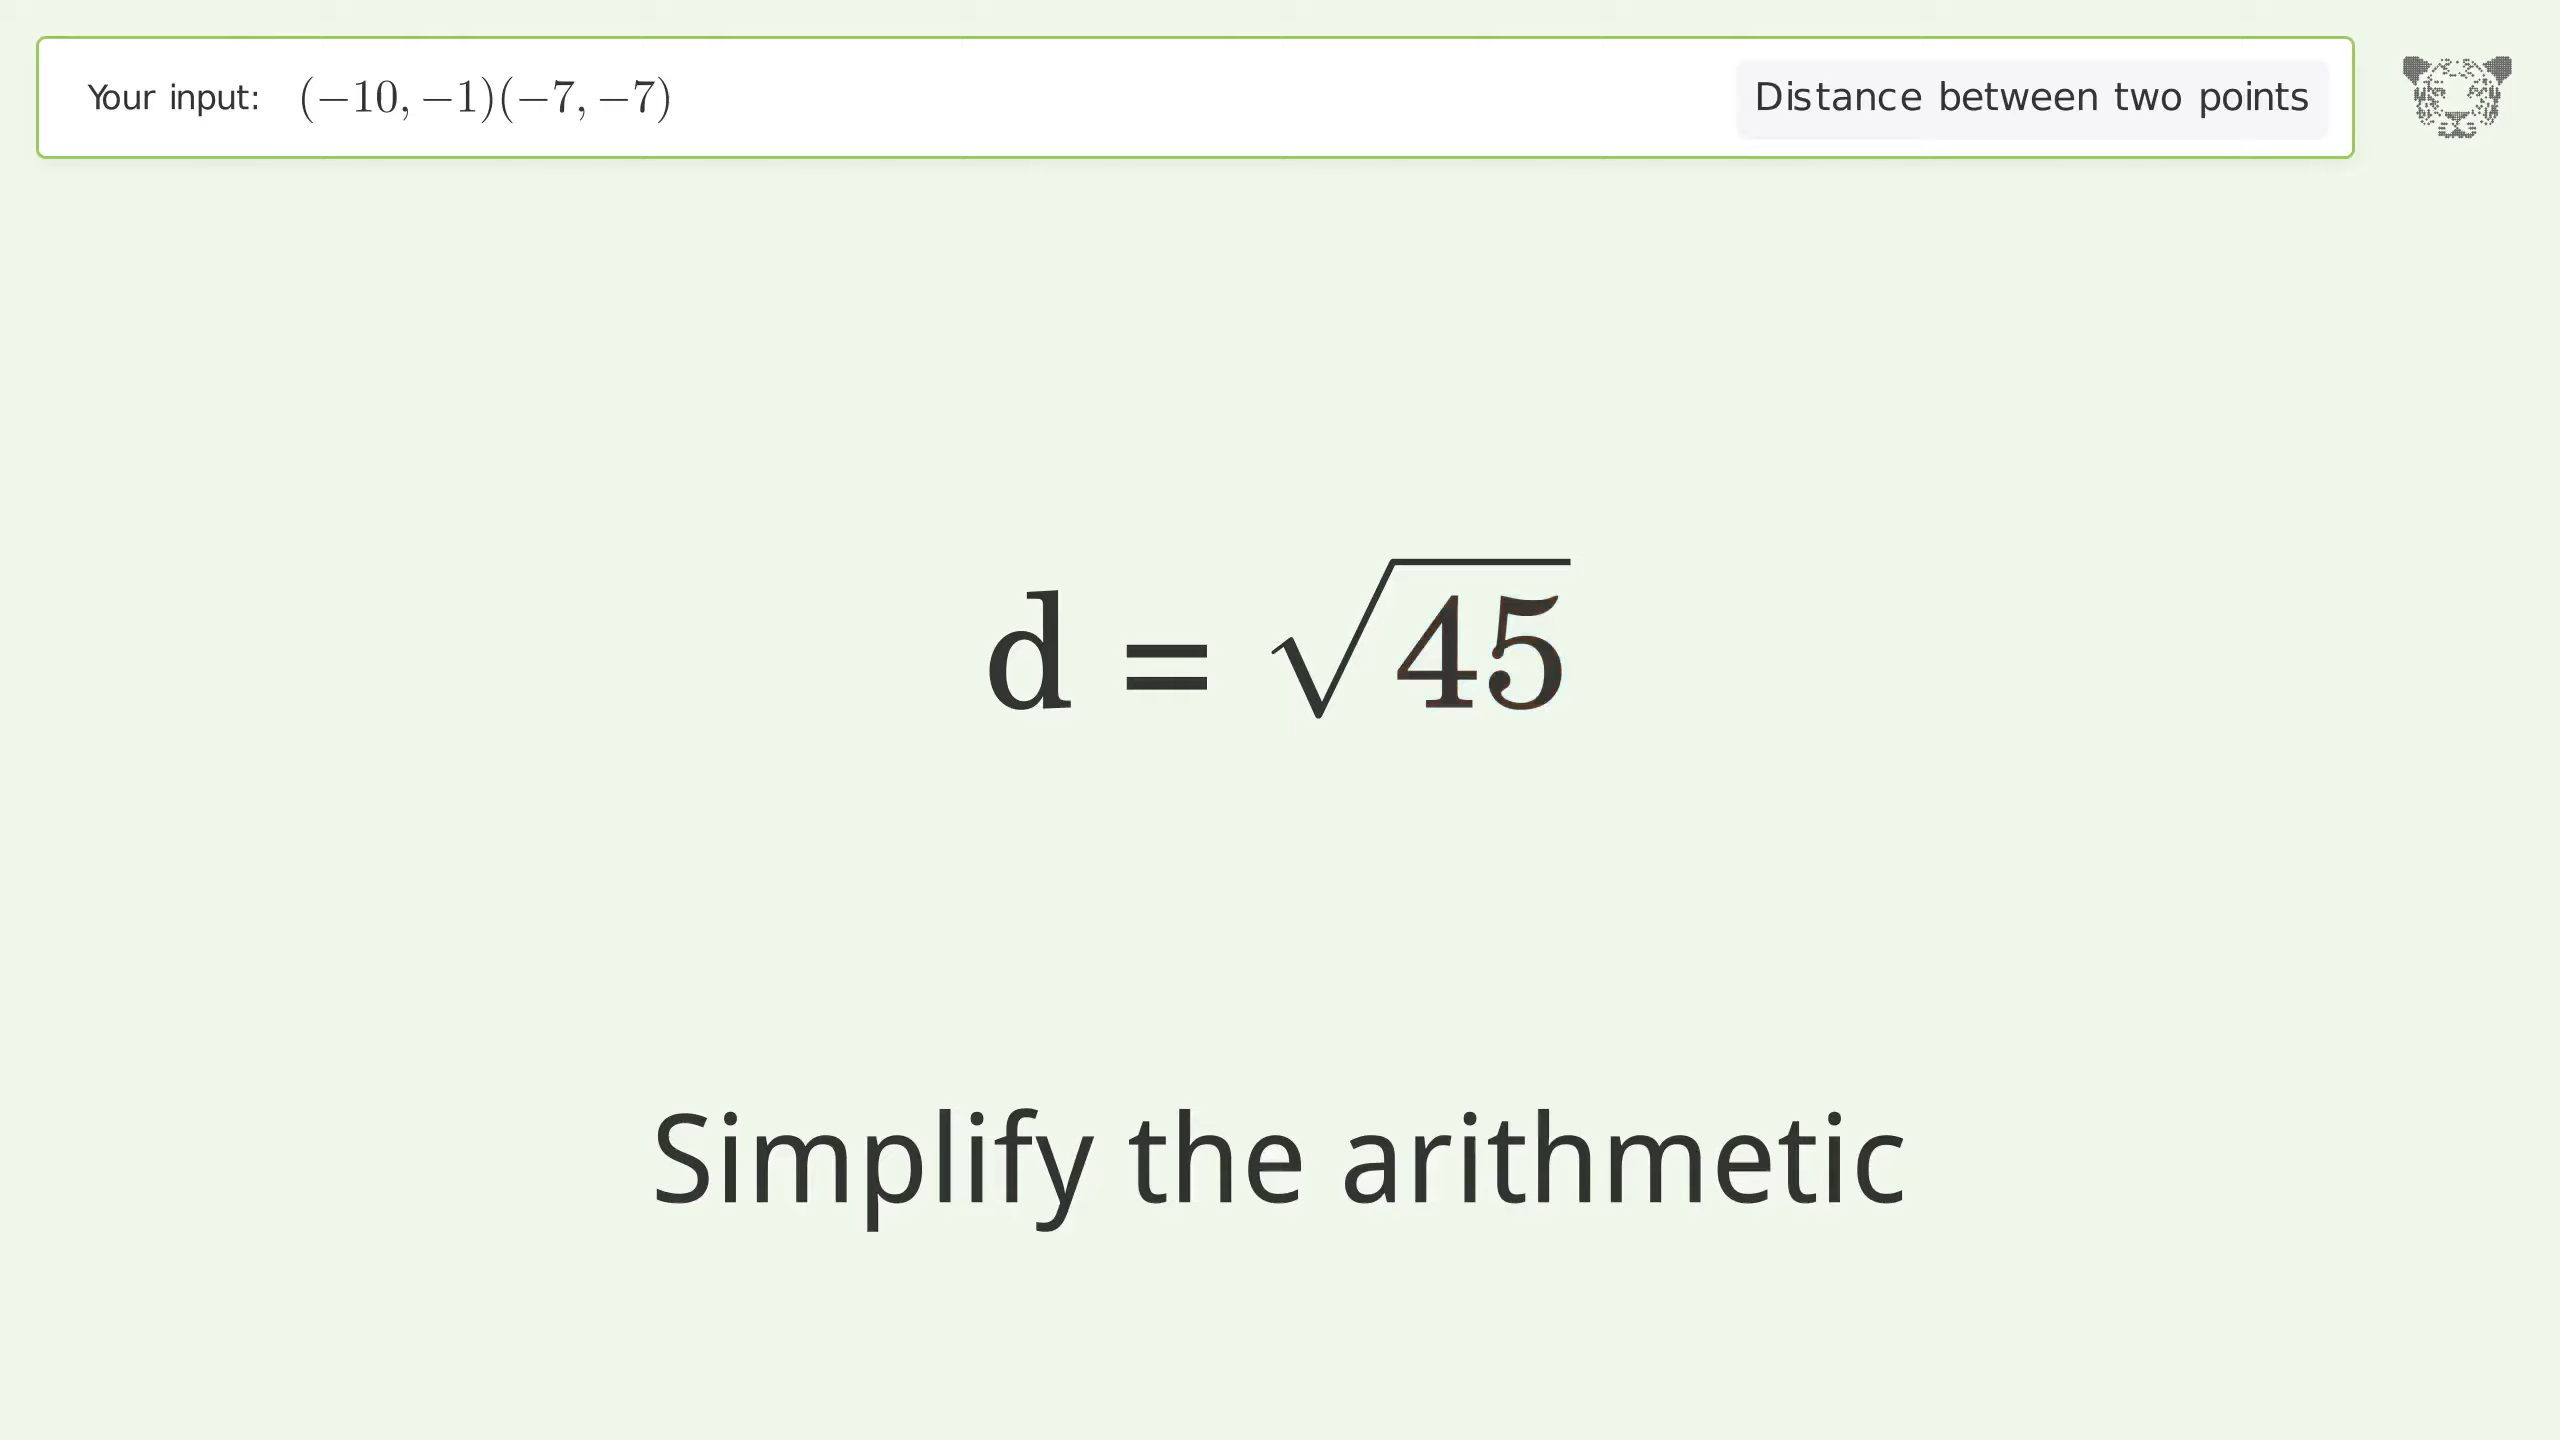 Your input: (−10, −1)(−7, −7)
Distance between two points
d = √45
Simplify the arithmetic